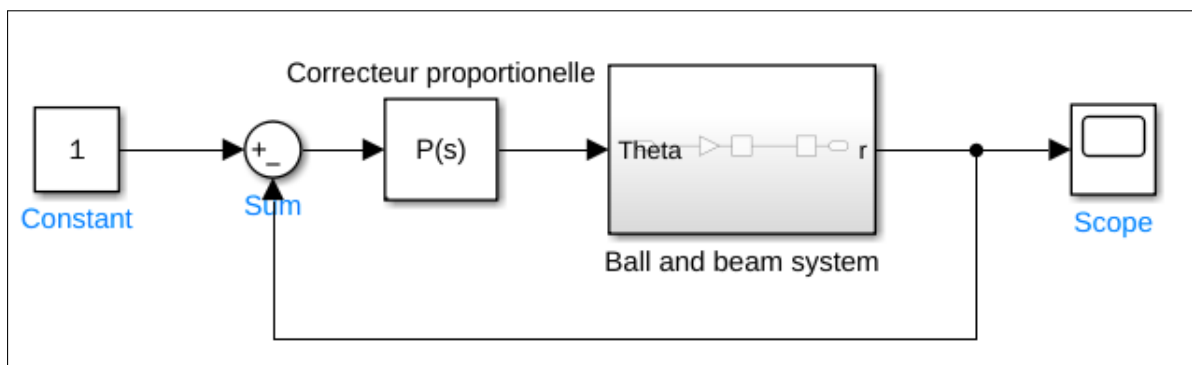 Correcteur proportionelle
1
+
_
P(s)
Theta
r
Constant
Sum
Scope
Ball and beam system